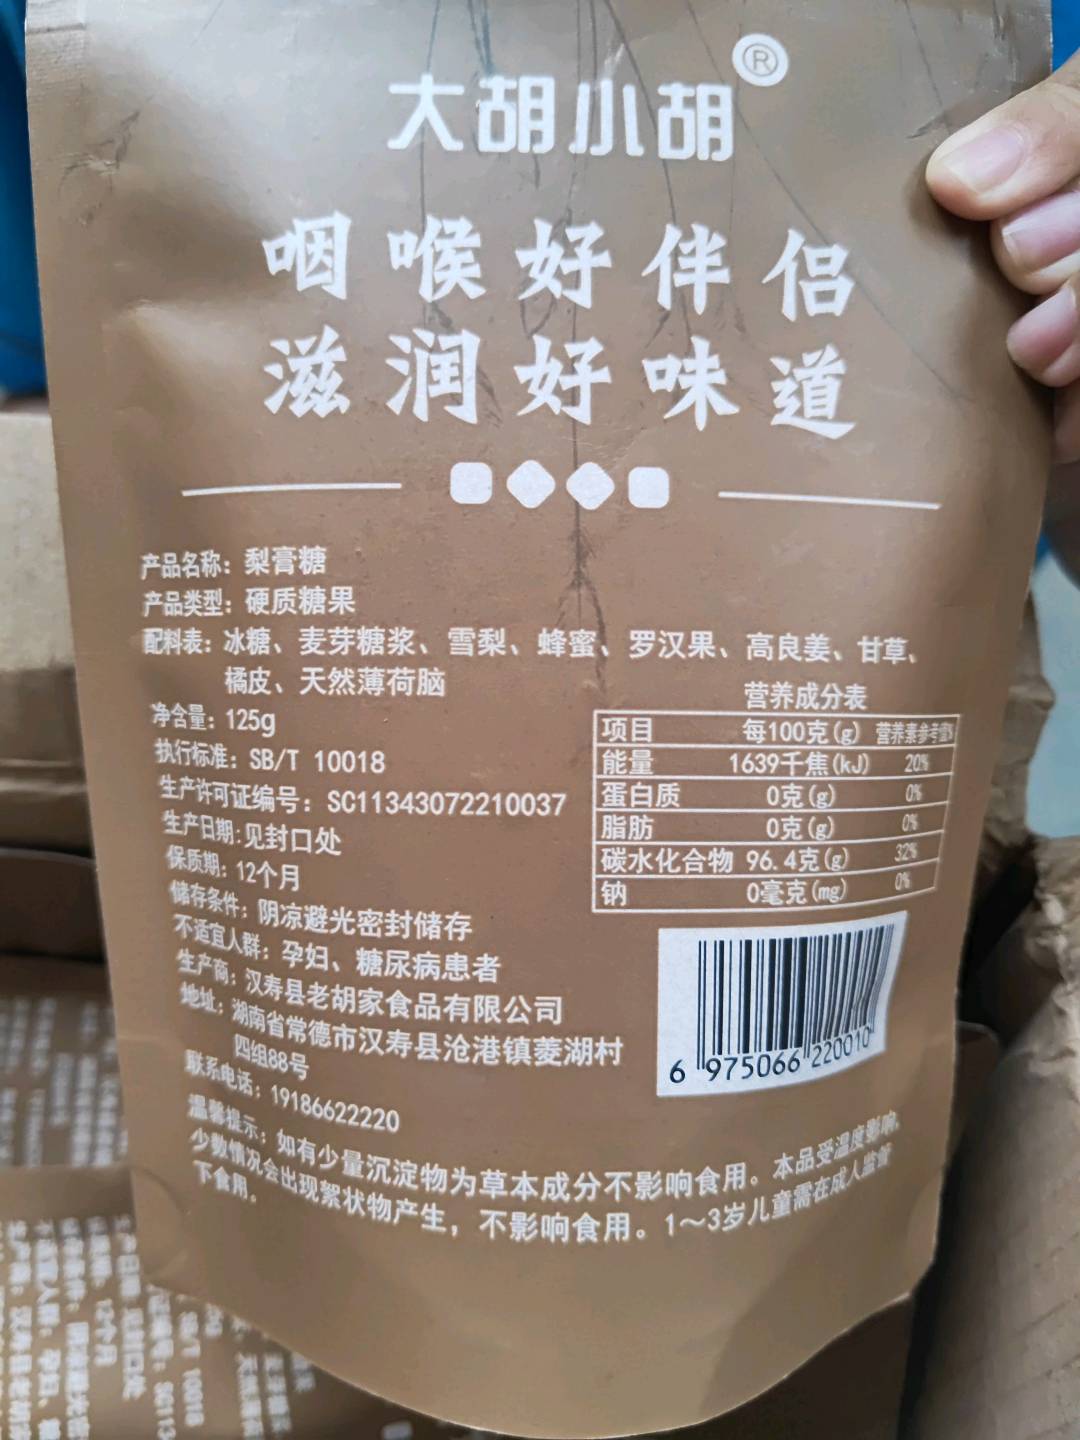 大胡小胡®
咽喉好伴侣
滋润好味道
产品名称：梨膏糖
产品类型：硬质糖果
配料表：冰糖、麦芽糖浆、雪梨、蜂蜜、罗汉果、高良姜、甘草、
橘皮、天然薄荷脑
净含量：125g
执行标准：SB/T 10018
生产许可证编号：SC11343072210037
生产日期:见封口处
保质期：12个月
储存条件：阴凉避光密封储存
不适宜人群：孕妇、糖尿病患者
生产商：汉寿县老胡家食品有限公司
地址：湖南省常德市汉寿县沧港镇菱湖村
四组88号
联系电话：19186622220
营养成分表
项目 每100克(g) 营养素参考值%
能量 1639千焦(kJ) 20%
蛋白质 0克(g) 0%
脂肪 0克(g) 0%
碳水化合物 96.4克(g) 32%
钠 0毫克(mg) 0%
6 975066 220010
温馨提示：如有少量沉淀物为草本成分不影响食用。本品受温度影响，
少数情况会出现絮状物产生，不影响食用。1～3岁儿童需在成人监督
下食用。